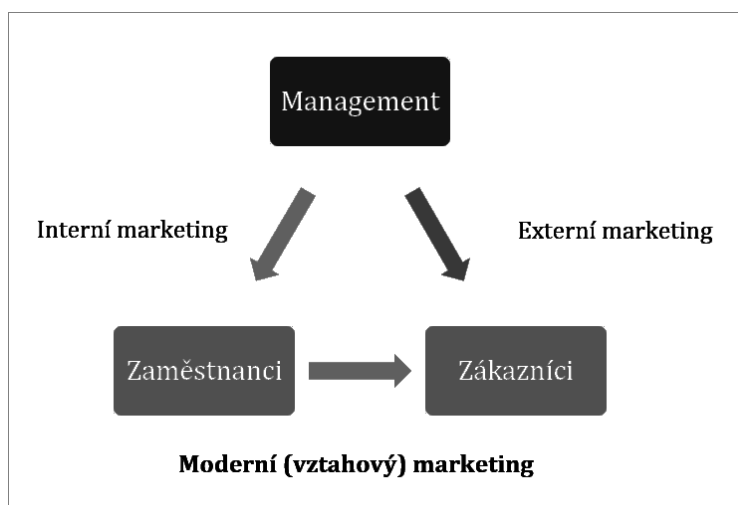 Management
Interní marketing
Externí marketing
Zaměstnanci
Zákazníci
Moderní (vztahový) marketing